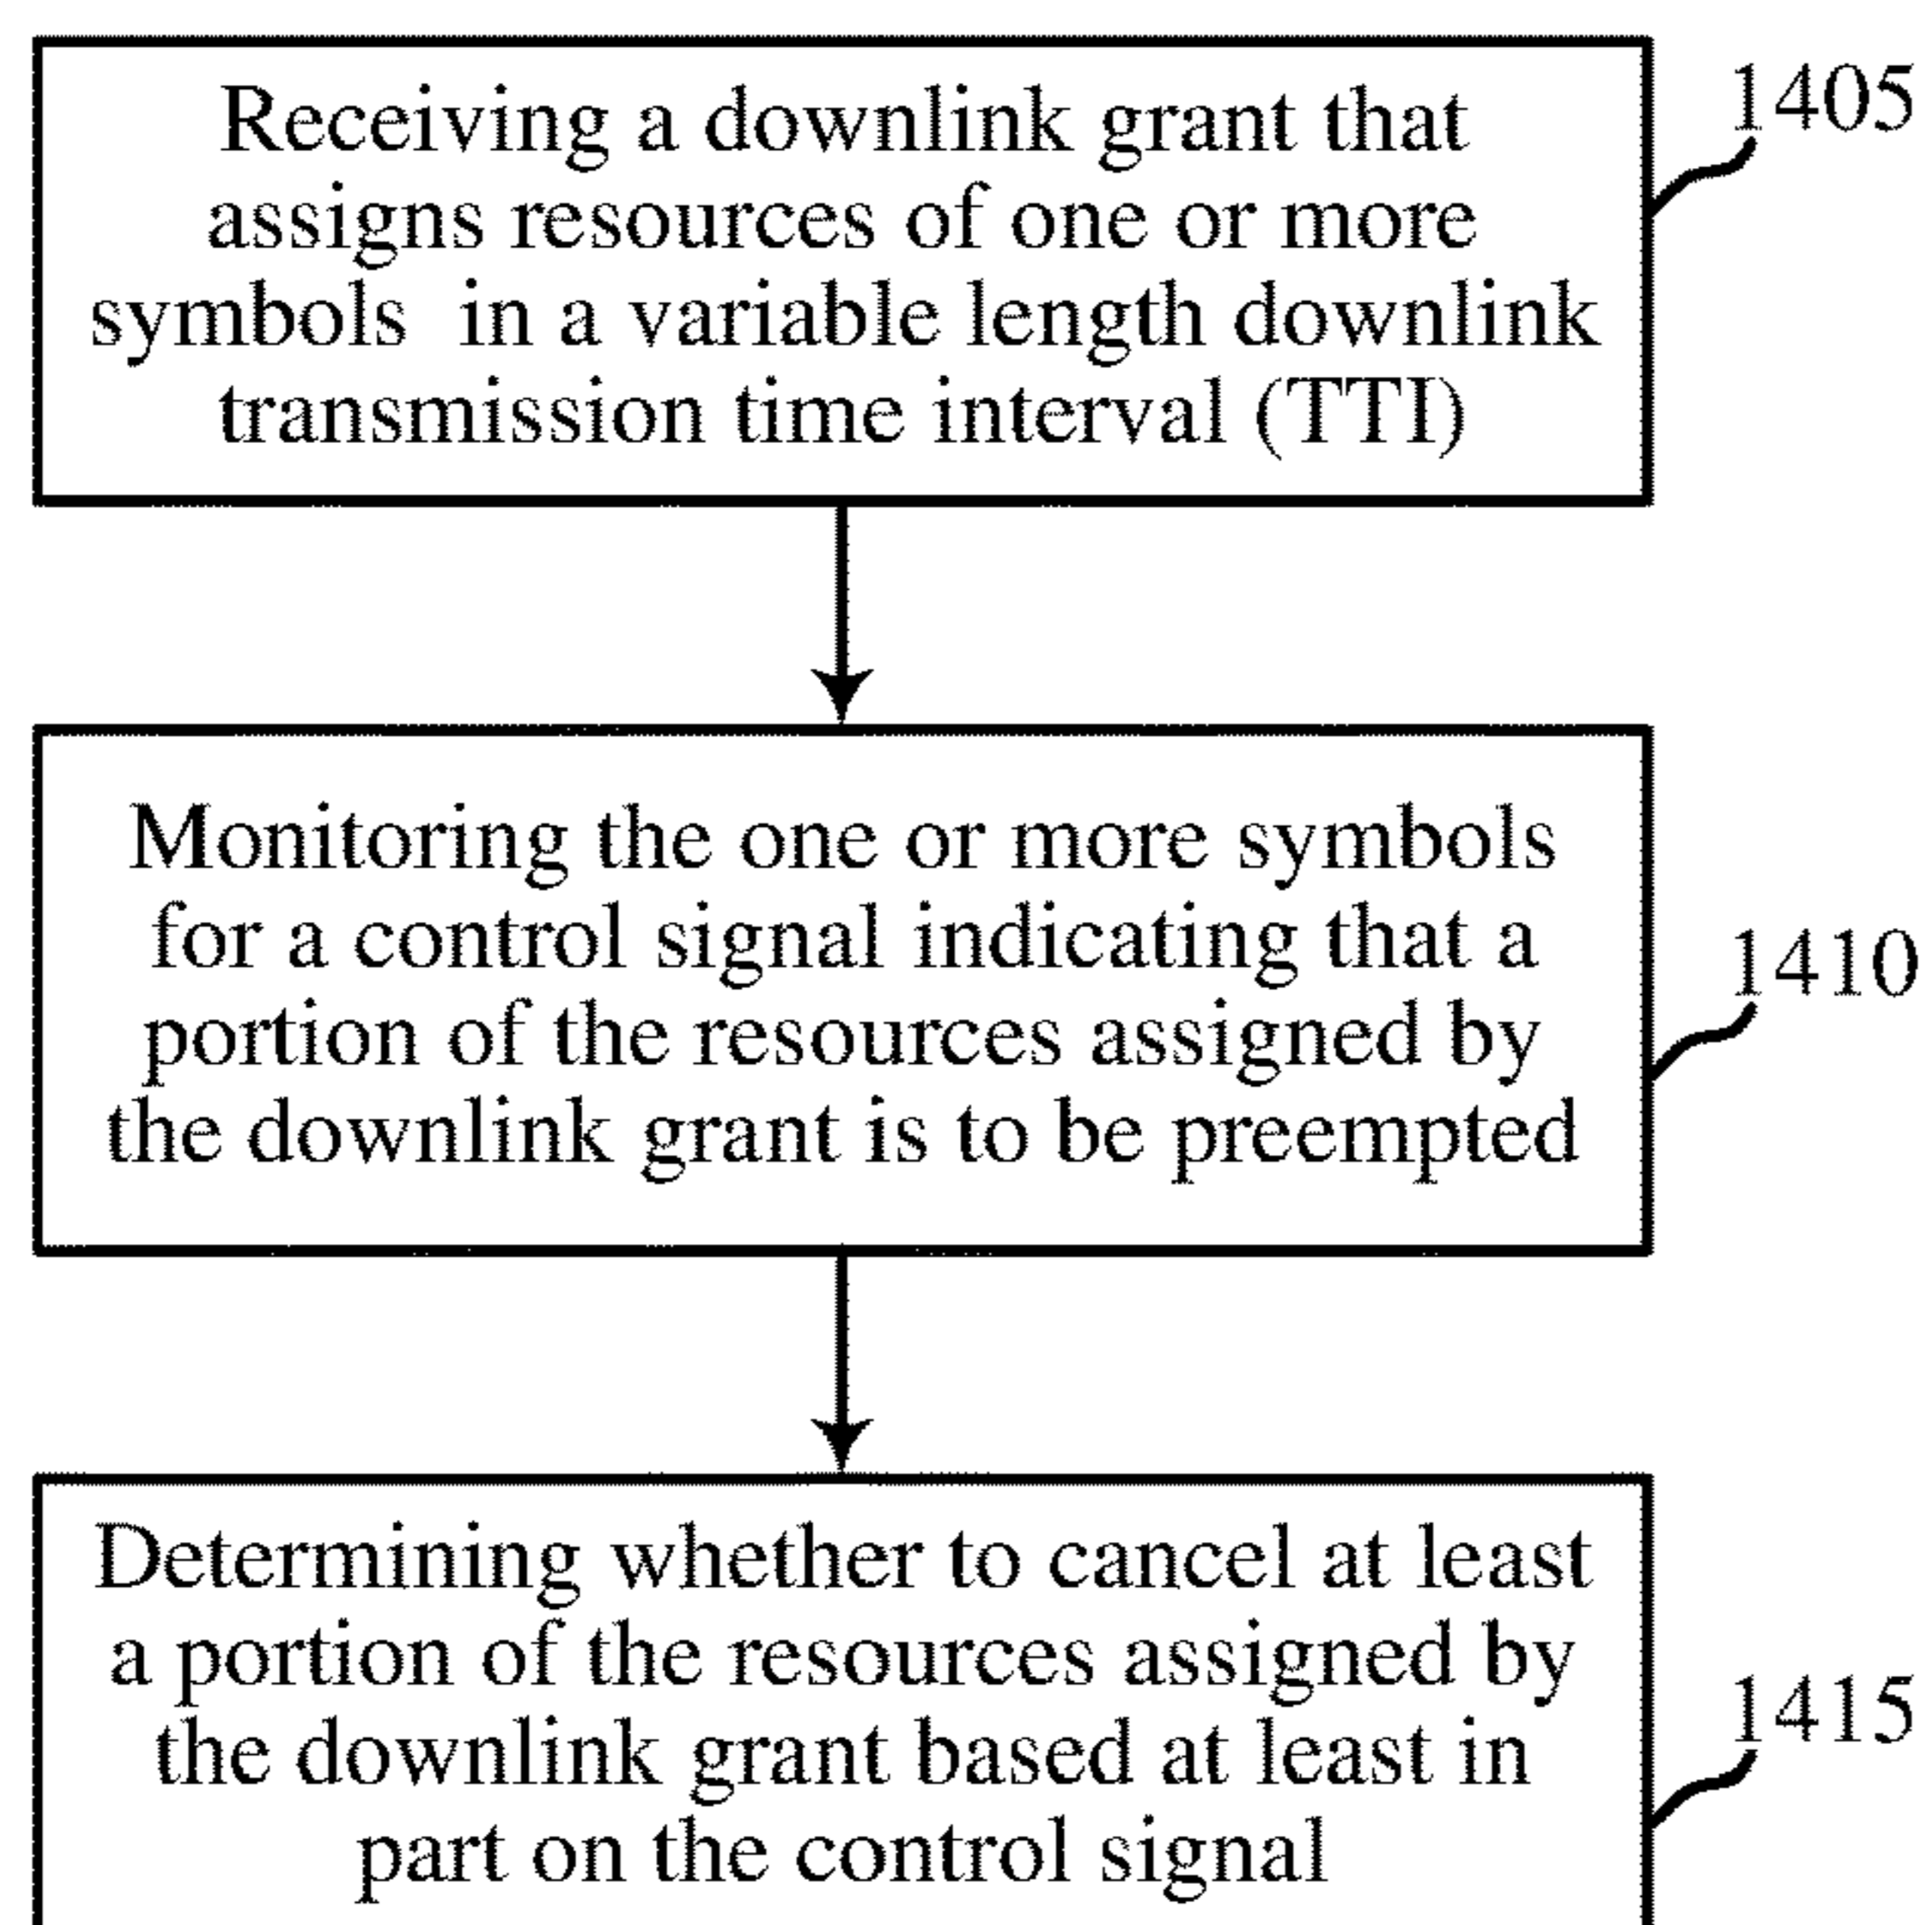 Receiving a downlink grant that
assigns resources of one or more
symbols  in a variable length downlink
transmission time interval (TTI)
1405
Monitoring the one or more symbols
for a control signal indicating that a
portion of the resources assigned by
the downlink grant is to be preempted
1410
Determining whether to cancel at least
a portion of the resources assigned by
the downlink grant based at least in
part on the control signal
1415